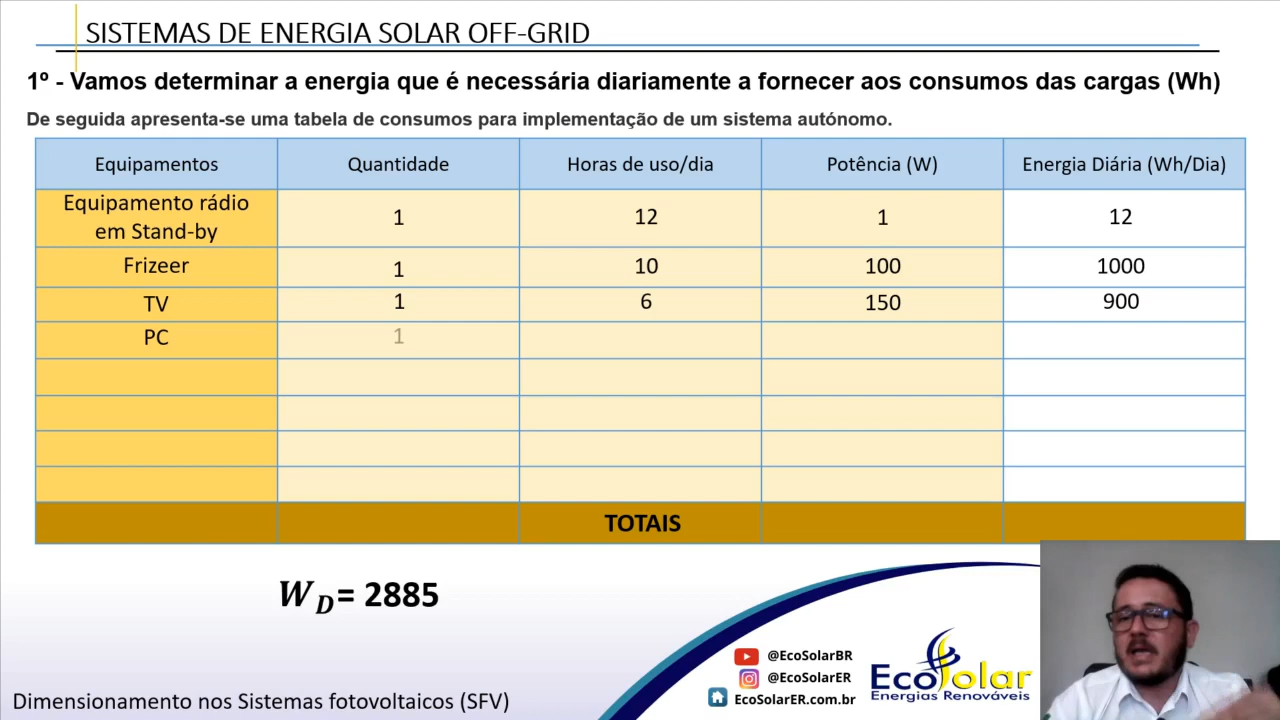 SISTEMAS DE ENERGIA SOLAR OFF-GRID
1º - Vamos determinar a energia que é necessária diariamente a fornecer aos consumos das cargas (Wh)
De seguida apresenta-se uma tabela de consumos para implementação de um sistema autónomo.
Equipamentos Quantidade Horas de uso/dia Potência (W) Energia Diária (Wh/Dia)
Equipamento rádio
em Stand-by 1 12 1 12
Frizeer 1 10 100 1000
TV 1 6 150 900
PC 1
TOTAIS
W_D = 2885
@EcoSolarBR
@EcoSolarER
EcoSolarER.com.br
EcoSolar
Energias Renováveis
Dimensionamento nos Sistemas fotovoltaicos (SFV)